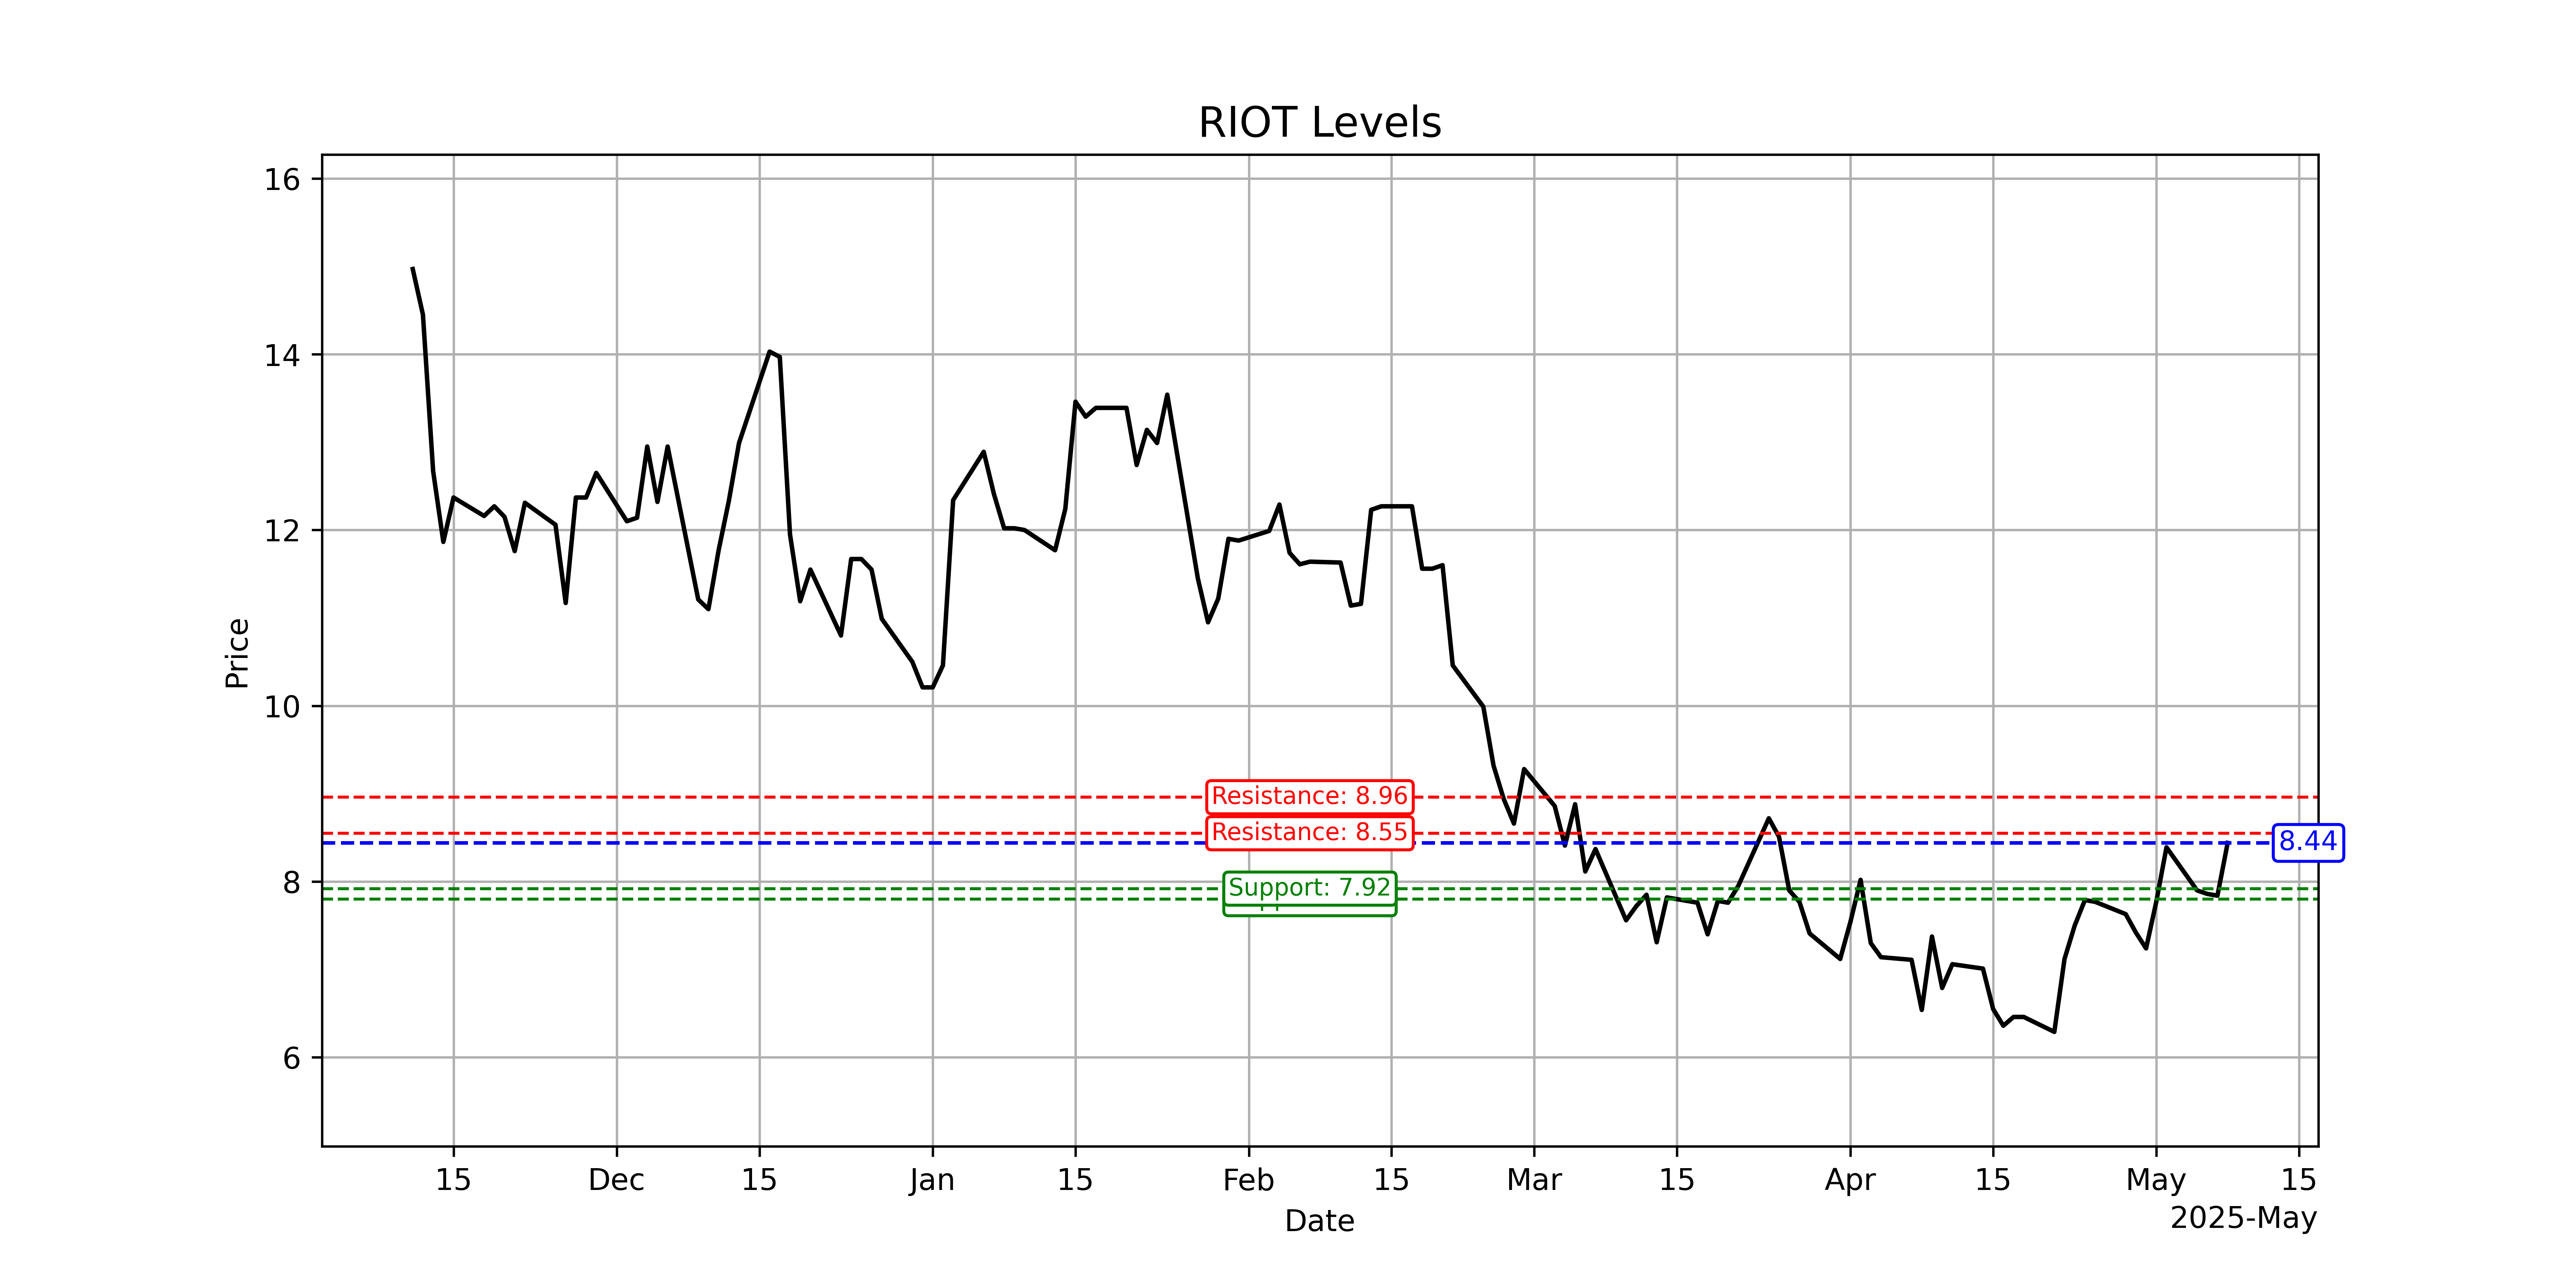 RIOT Levels
16
14
12
10
8
6
Price
Resistance: 8.96
Resistance: 8.55
8.44
Support: 7.92
15
Dec
15
Jan
15
Feb
15
Mar
15
Apr
15
May
15
Date
2025-May